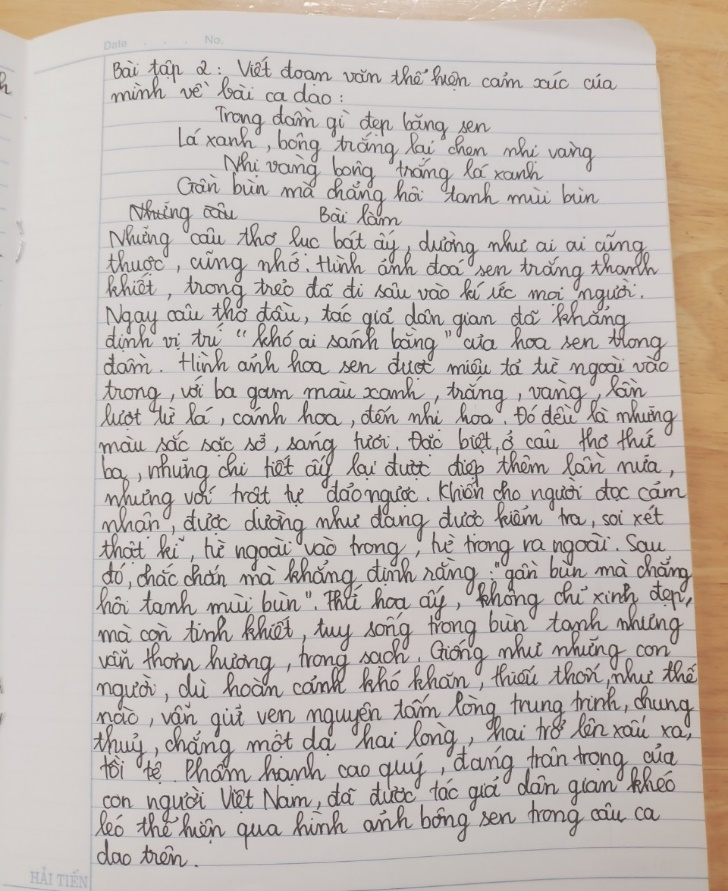 Date . . . No.
Bài tập 2: Viết đoạn văn thể hiện cảm xúc của
mình về bài ca dao:
Trong đầm gì đẹp bằng sen
Lá xanh, bông trắng lại chen nhị vàng
Nhị vàng bông trắng lá xanh
Gần bùn mà chẳng hôi tanh mùi bùn
Những câu Bài làm
Những câu thơ lục bát ấy, dường như ai ai cũng
thuộc, cũng nhớ. Hình ảnh đoá sen trắng thanh
khiết, trong trẻo đã đi sâu vào kí ức mọi người.
Ngay câu thơ đầu, tác giả dân gian đã khẳng
định vị trí "khó ai sánh bằng" của hoa sen trong
đầm. Hình ảnh hoa sen được miêu tả từ ngoài vào
trong, với ba gam màu xanh, trắng, vàng, lần
lượt từ lá, cánh hoa, đến nhị hoa. Đó đều là những
màu sắc sặc sỡ, sáng tươi. Đặc biệt, ở câu thơ thứ
ba, những chi tiết ấy lại được điệp thêm lần nữa,
nhưng với trật tự đảo ngược. Khiến cho người đọc cảm
nhận, được dường như đang được kiểm tra, soi xét
thật kĩ, từ ngoài vào trong, từ trong ra ngoài. Sau
đó, chắc chắn mà khẳng định rằng: "gần bùn mà chẳng
hôi tanh mùi bùn". Thứ hoa ấy, không chỉ xinh đẹp,
mà còn tinh khiết, tuy sống trong bùn tanh nhưng
vẫn thơm hương, trong sạch. Giống như những con
người, dù hoàn cảnh khó khăn, thiếu thốn, như thế
nào, vẫn giữ vẹn nguyên tấm lòng trung trinh, chung
thuỷ, chẳng một dạ hai lòng, hai trở lên xấu xa,
tồi tệ. Phẩm hạnh cao quý, đáng trân trọng của
con người Việt Nam, đã được tác giả dân gian khéo
léo thể hiện qua hình ảnh bông sen trong câu ca
dao trên.
HẢI TIẾN